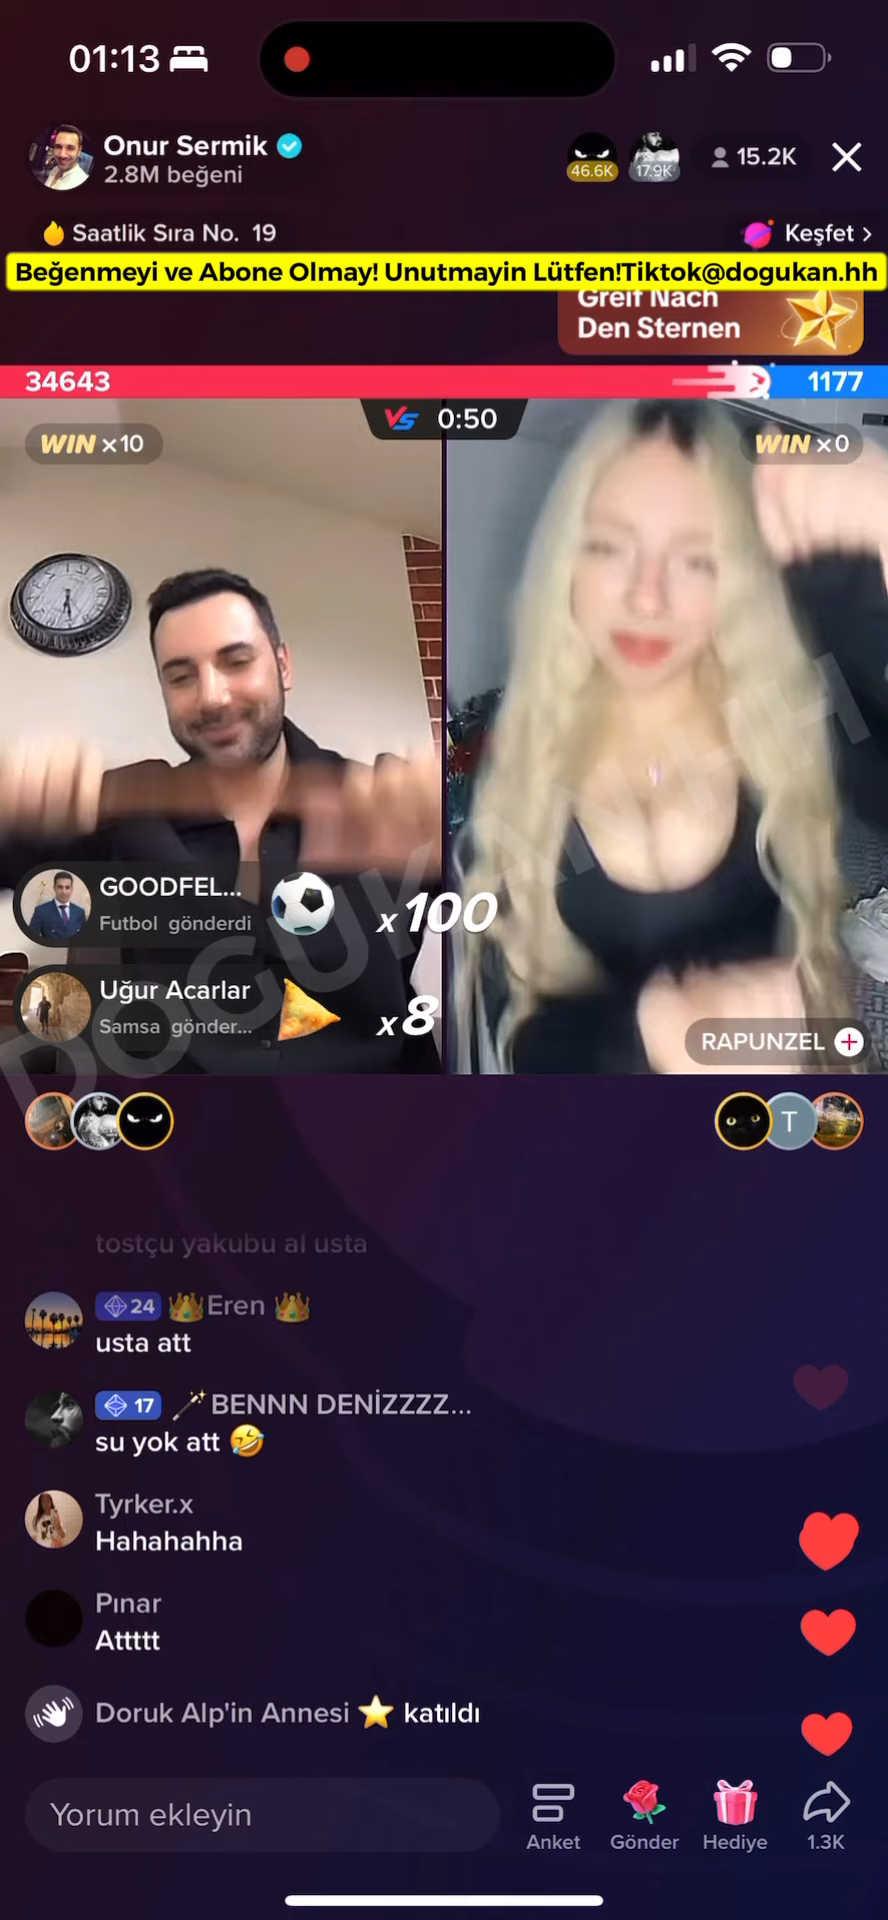 01:13
Onur Sermik
2.8M beğeni
46.6K
17.9K
15.2K
Saatlik Sıra No. 19
Keşfet >
Beğenmeyi ve Abone Olmay! Unutmayin Lütfen!Tiktok@dogukan.hh
Greif Nach
Den Sternen
34643
1177
VS 0:50
WIN x10
WIN x0
GOODFEL...
Futbol gönderdi
x100
Uğur Acarlar
Samsa gönder...
x8
RAPUNZEL
DOGUKAN HH
T
tostçu yakubu al usta
24 Eren
usta att
17 BENNN DENİZZZZ...
su yok att
Tyrker.x
Hahahahha
Pınar
Attttt
Doruk Alp'in Annesi katıldı
Yorum ekleyin
Anket
Gönder
Hediye
1.3K